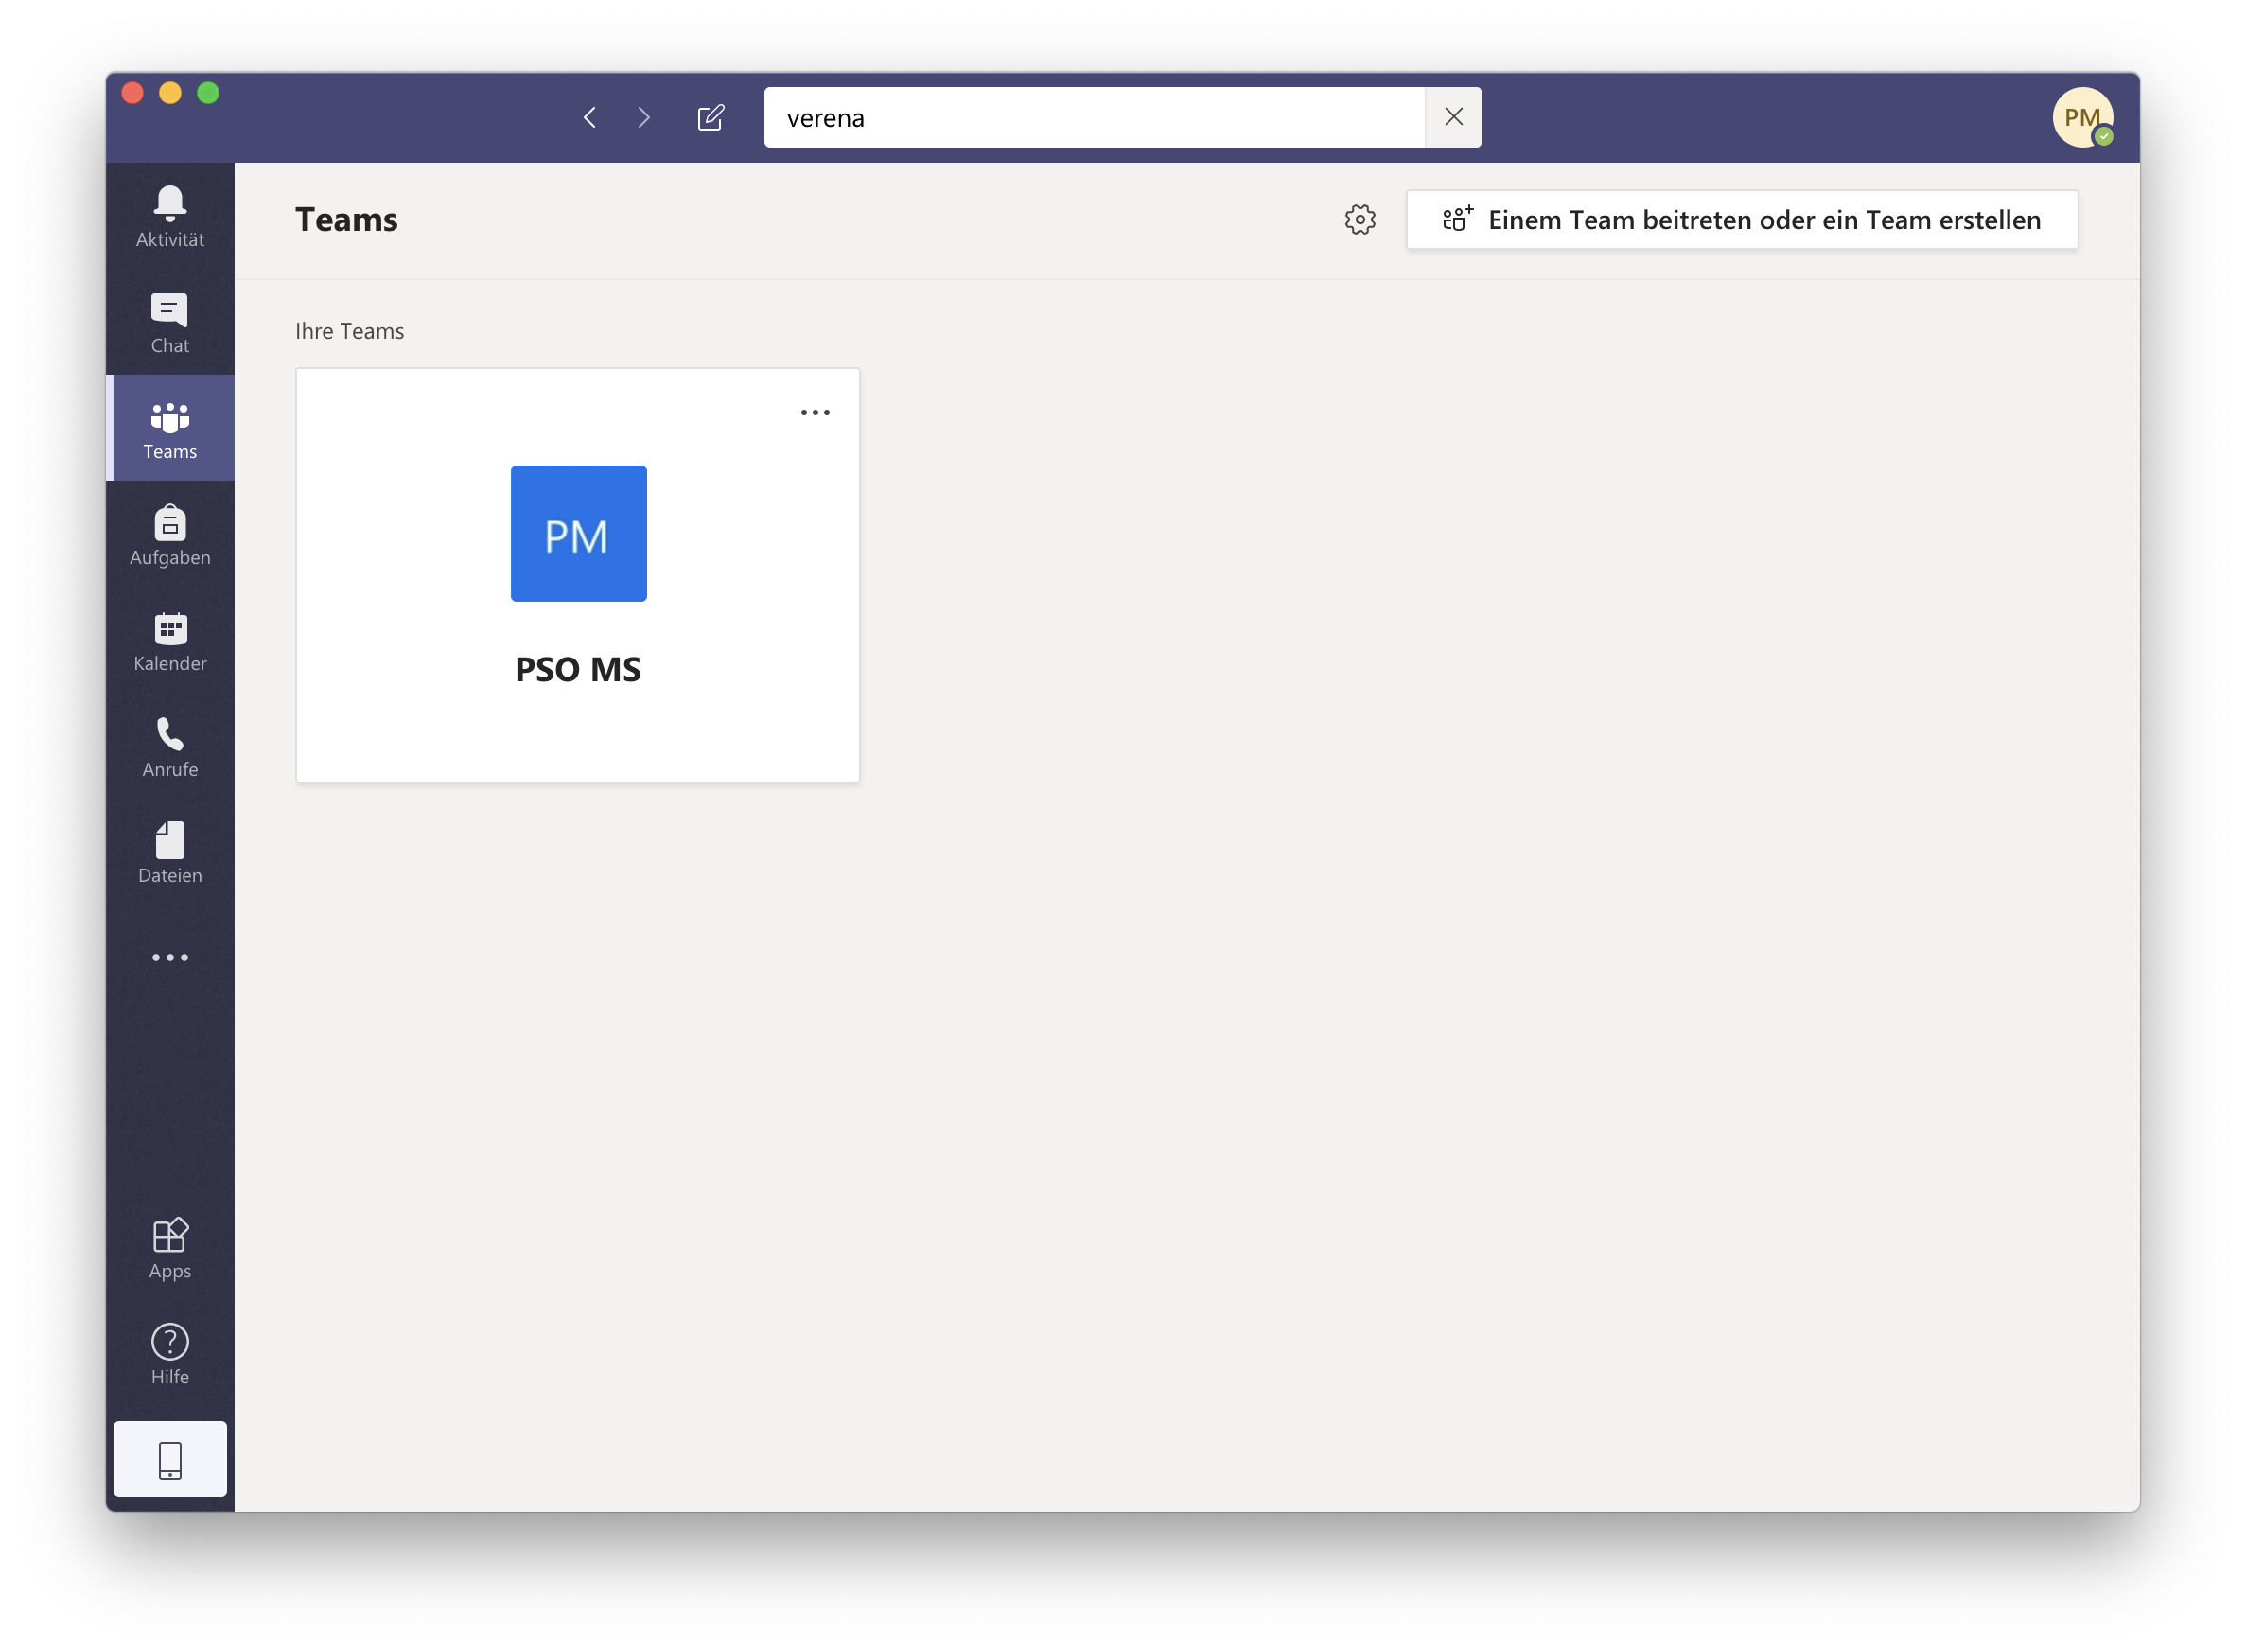 verena
PM
Aktivität
Chat
Teams
Aufgaben
Kalender
Anrufe
Dateien
Apps
Hilfe
Teams
Einem Team beitreten oder ein Team erstellen
Ihre Teams
PM
PSO MS